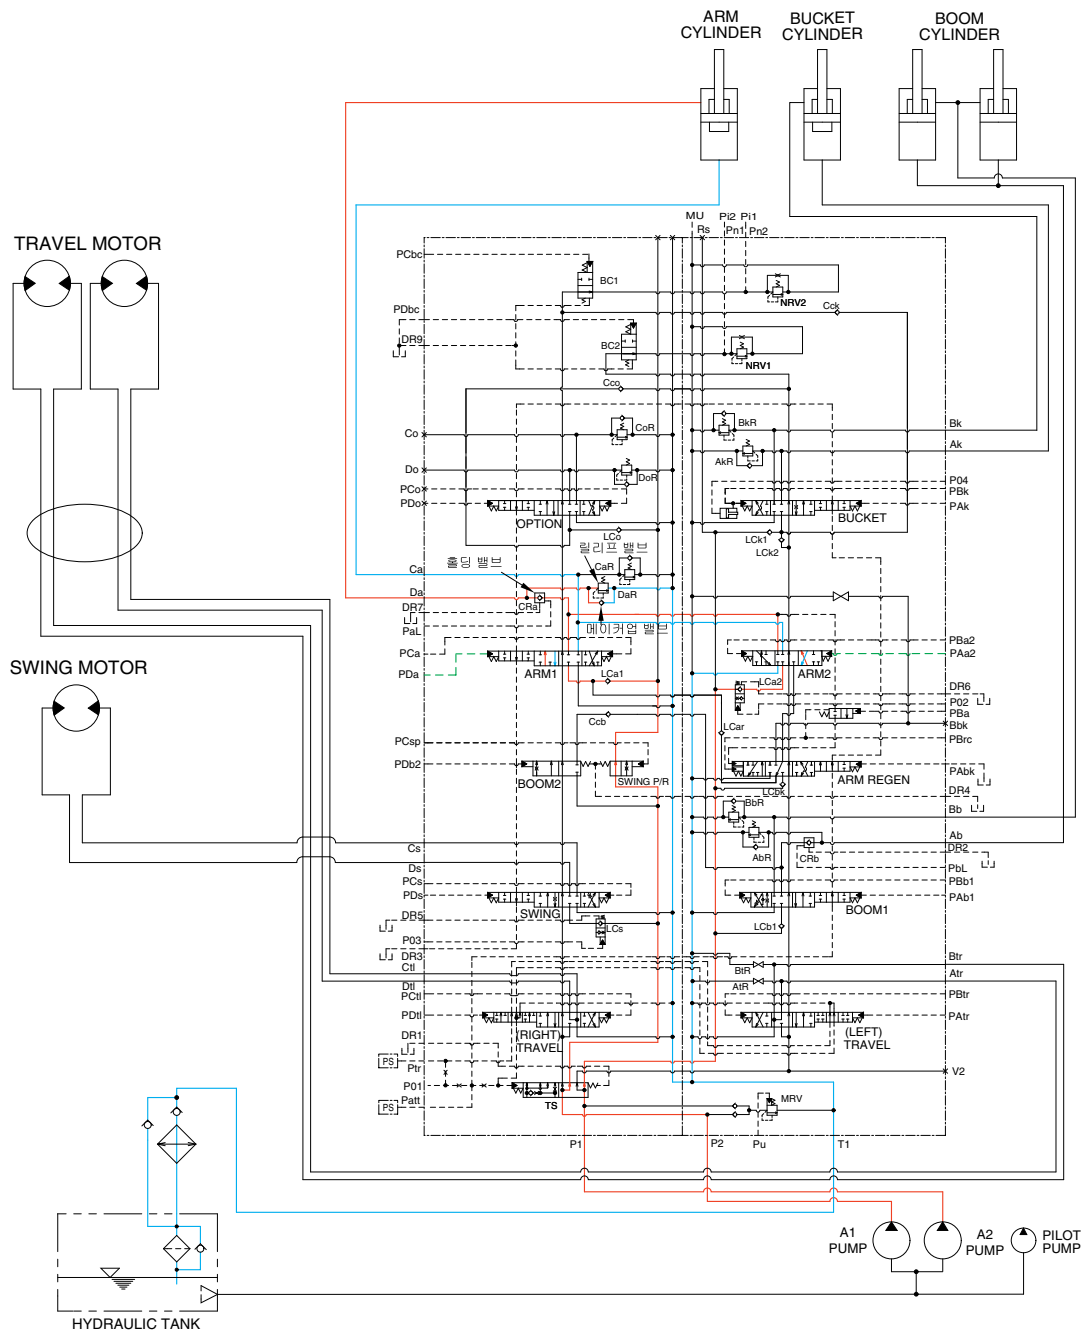 ARM
CYLINDER
BUCKET
CYLINDER
BOOM
CYLINDER
TRAVEL MOTOR
SWING MOTOR
MU
Rs
Pi2
Pi1
Pn1
Pn2
PCbc
BC1
NRV2
Cck
PDbc
DR9
BC2
NRV1
Cco
Co
CoR
BkR
Bk
AkR
Ak
Do
DoR
PCo
PDo
P04
PBk
PAk
OPTION
BUCKET
LCo
LCk1
LCk2
홀딩 밸브
릴리프 밸브
Ca
CaR
Da
DaR
DR7
CRa
PaL
메이커업 밸브
PCa
PBa2
PAa2
PDa
ARM1
LCa1
LCa2
ARM2
DR6
P02
PBa
Bbk
Ccb
LCar
PBrc
PCsp
PDb2
BOOM2
SWING P/R
ARM REGEN
PAbk
LCbk
DR4
BbR
Bb
Cs
AbR
CRb
Ab
DR2
Ds
PbL
PCs
PBb1
PDs
PAb1
SWING
BOOM1
DR5
LCs
LCb1
P03
DR3
Ctl
Btr
BtR
Atr
Dtl
AtR
PCtl
PBtr
PDtl
PAtr
DR1
(RIGHT)
TRAVEL
(LEFT)
TRAVEL
PS
Ptr
V2
P01
Patt
PS
TS
MRV
P1
P2
Pu
T1
A1
PUMP
A2
PUMP
PILOT
PUMP
HYDRAULIC TANK